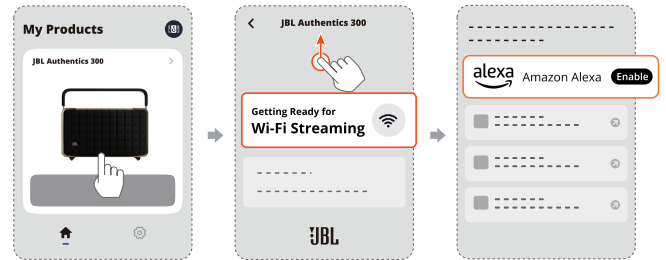 My Products
JBL Authentics 300
JBL
JBL Authentics 300
Getting Ready for
Wi-Fi Streaming
JBL
alexa
Amazon Alexa
Enable